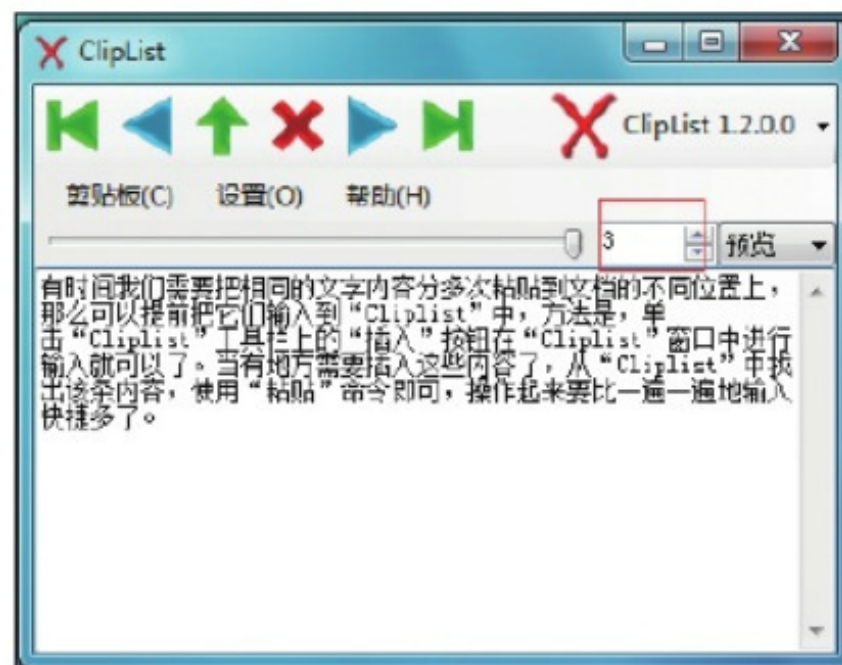 ClipList
ClipList 1.2.0.0
剪贴板(C) 设置(O) 帮助(H)
3 预览
有时间我们需要把相同的文字内容分多次粘贴到文档的不同位置上，
那么可以提前把它们输入到“Cliplist”中，方法是，单
击“Cliplist”工具栏上的“插入”按钮在“Cliplist”窗口中进行
输入就可以了。当有地方需要插入这些内容了，从“Cliplist”中找
出该条内容，使用“粘贴”命令即可，操作起来要比一遍一遍地输入
快捷多了。